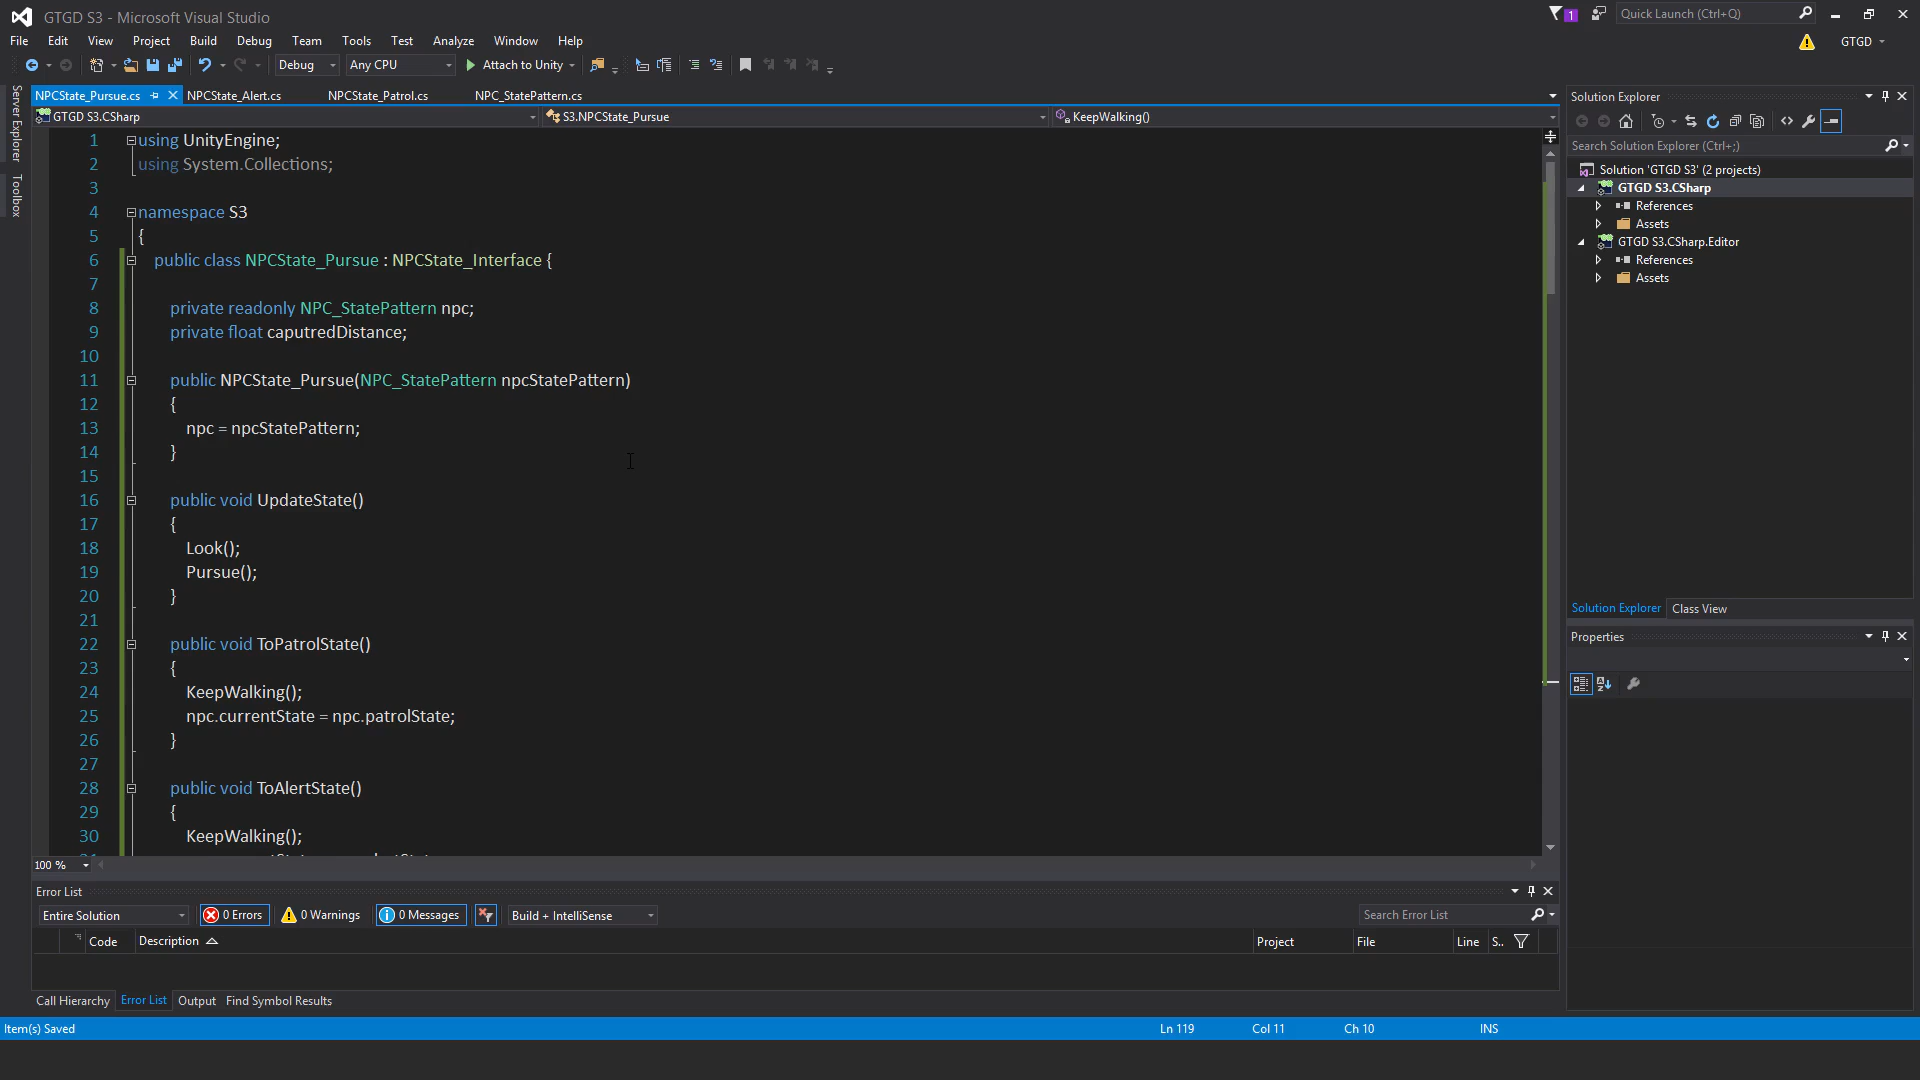 GTGD S3 - Microsoft Visual Studio
1
Quick Launch (Ctrl+Q)
File Edit View Project Build Debug Team Tools Test Analyze Window Help
GTGD
Debug Any CPU Attach to Unity
Server Explorer
Toolbox
NPCState_Pursue.cs NPCState_Alert.cs NPCState_Patrol.cs NPC_StatePattern.cs
GTGD S3.CSharp S3.NPCState_Pursue KeepWalking()
1 using UnityEngine;
2 using System.Collections;
3
4 namespace S3
5 {
6 public class NPCState_Pursue : NPCState_Interface {
7
8 private readonly NPC_StatePattern npc;
9 private float caputredDistance;
10
11 public NPCState_Pursue(NPC_StatePattern npcStatePattern)
12 {
13 npc = npcStatePattern;
14 }
15
16 public void UpdateState()
17 {
18 Look();
19 Pursue();
20 }
21
22 public void ToPatrolState()
23 {
24 KeepWalking();
25 npc.currentState = npc.patrolState;
26 }
27
28 public void ToAlertState()
29 {
30 KeepWalking();
100 %
Solution Explorer
Search Solution Explorer (Ctrl+;)
Solution 'GTGD S3' (2 projects)
GTGD S3.CSharp
References
Assets
GTGD S3.CSharp.Editor
References
Assets
Solution Explorer Class View
Properties
Error List
Entire Solution 0 Errors 0 Warnings 0 Messages Build + IntelliSense Search Error List
Code Description Project File Line S..
Call Hierarchy Error List Output Find Symbol Results
Item(s) Saved Ln 119 Col 11 Ch 10 INS